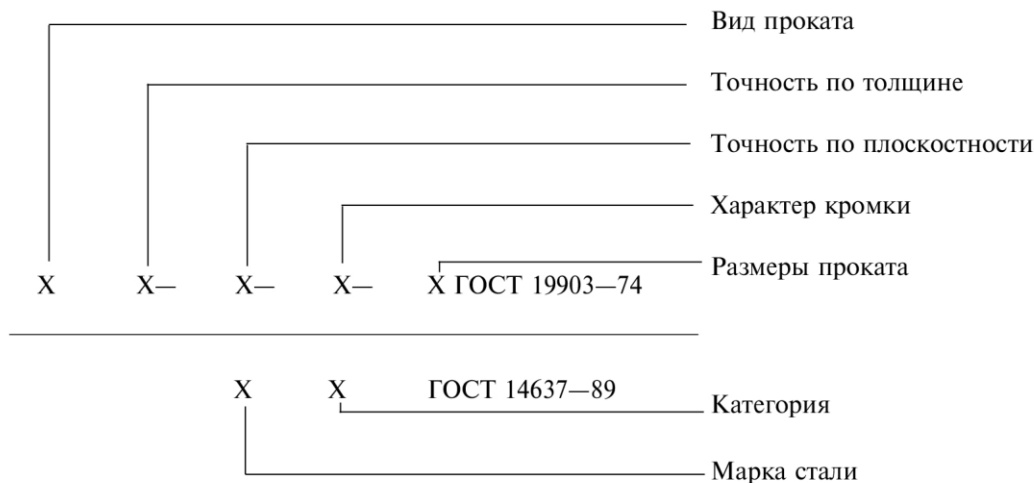 Вид проката
Точность по толщине
Точность по плоскостности
Характер кромки
Размеры проката
Х Х— Х— Х— Х ГОСТ 19903—74
Х Х ГОСТ 14637—89
Категория
Марка стали